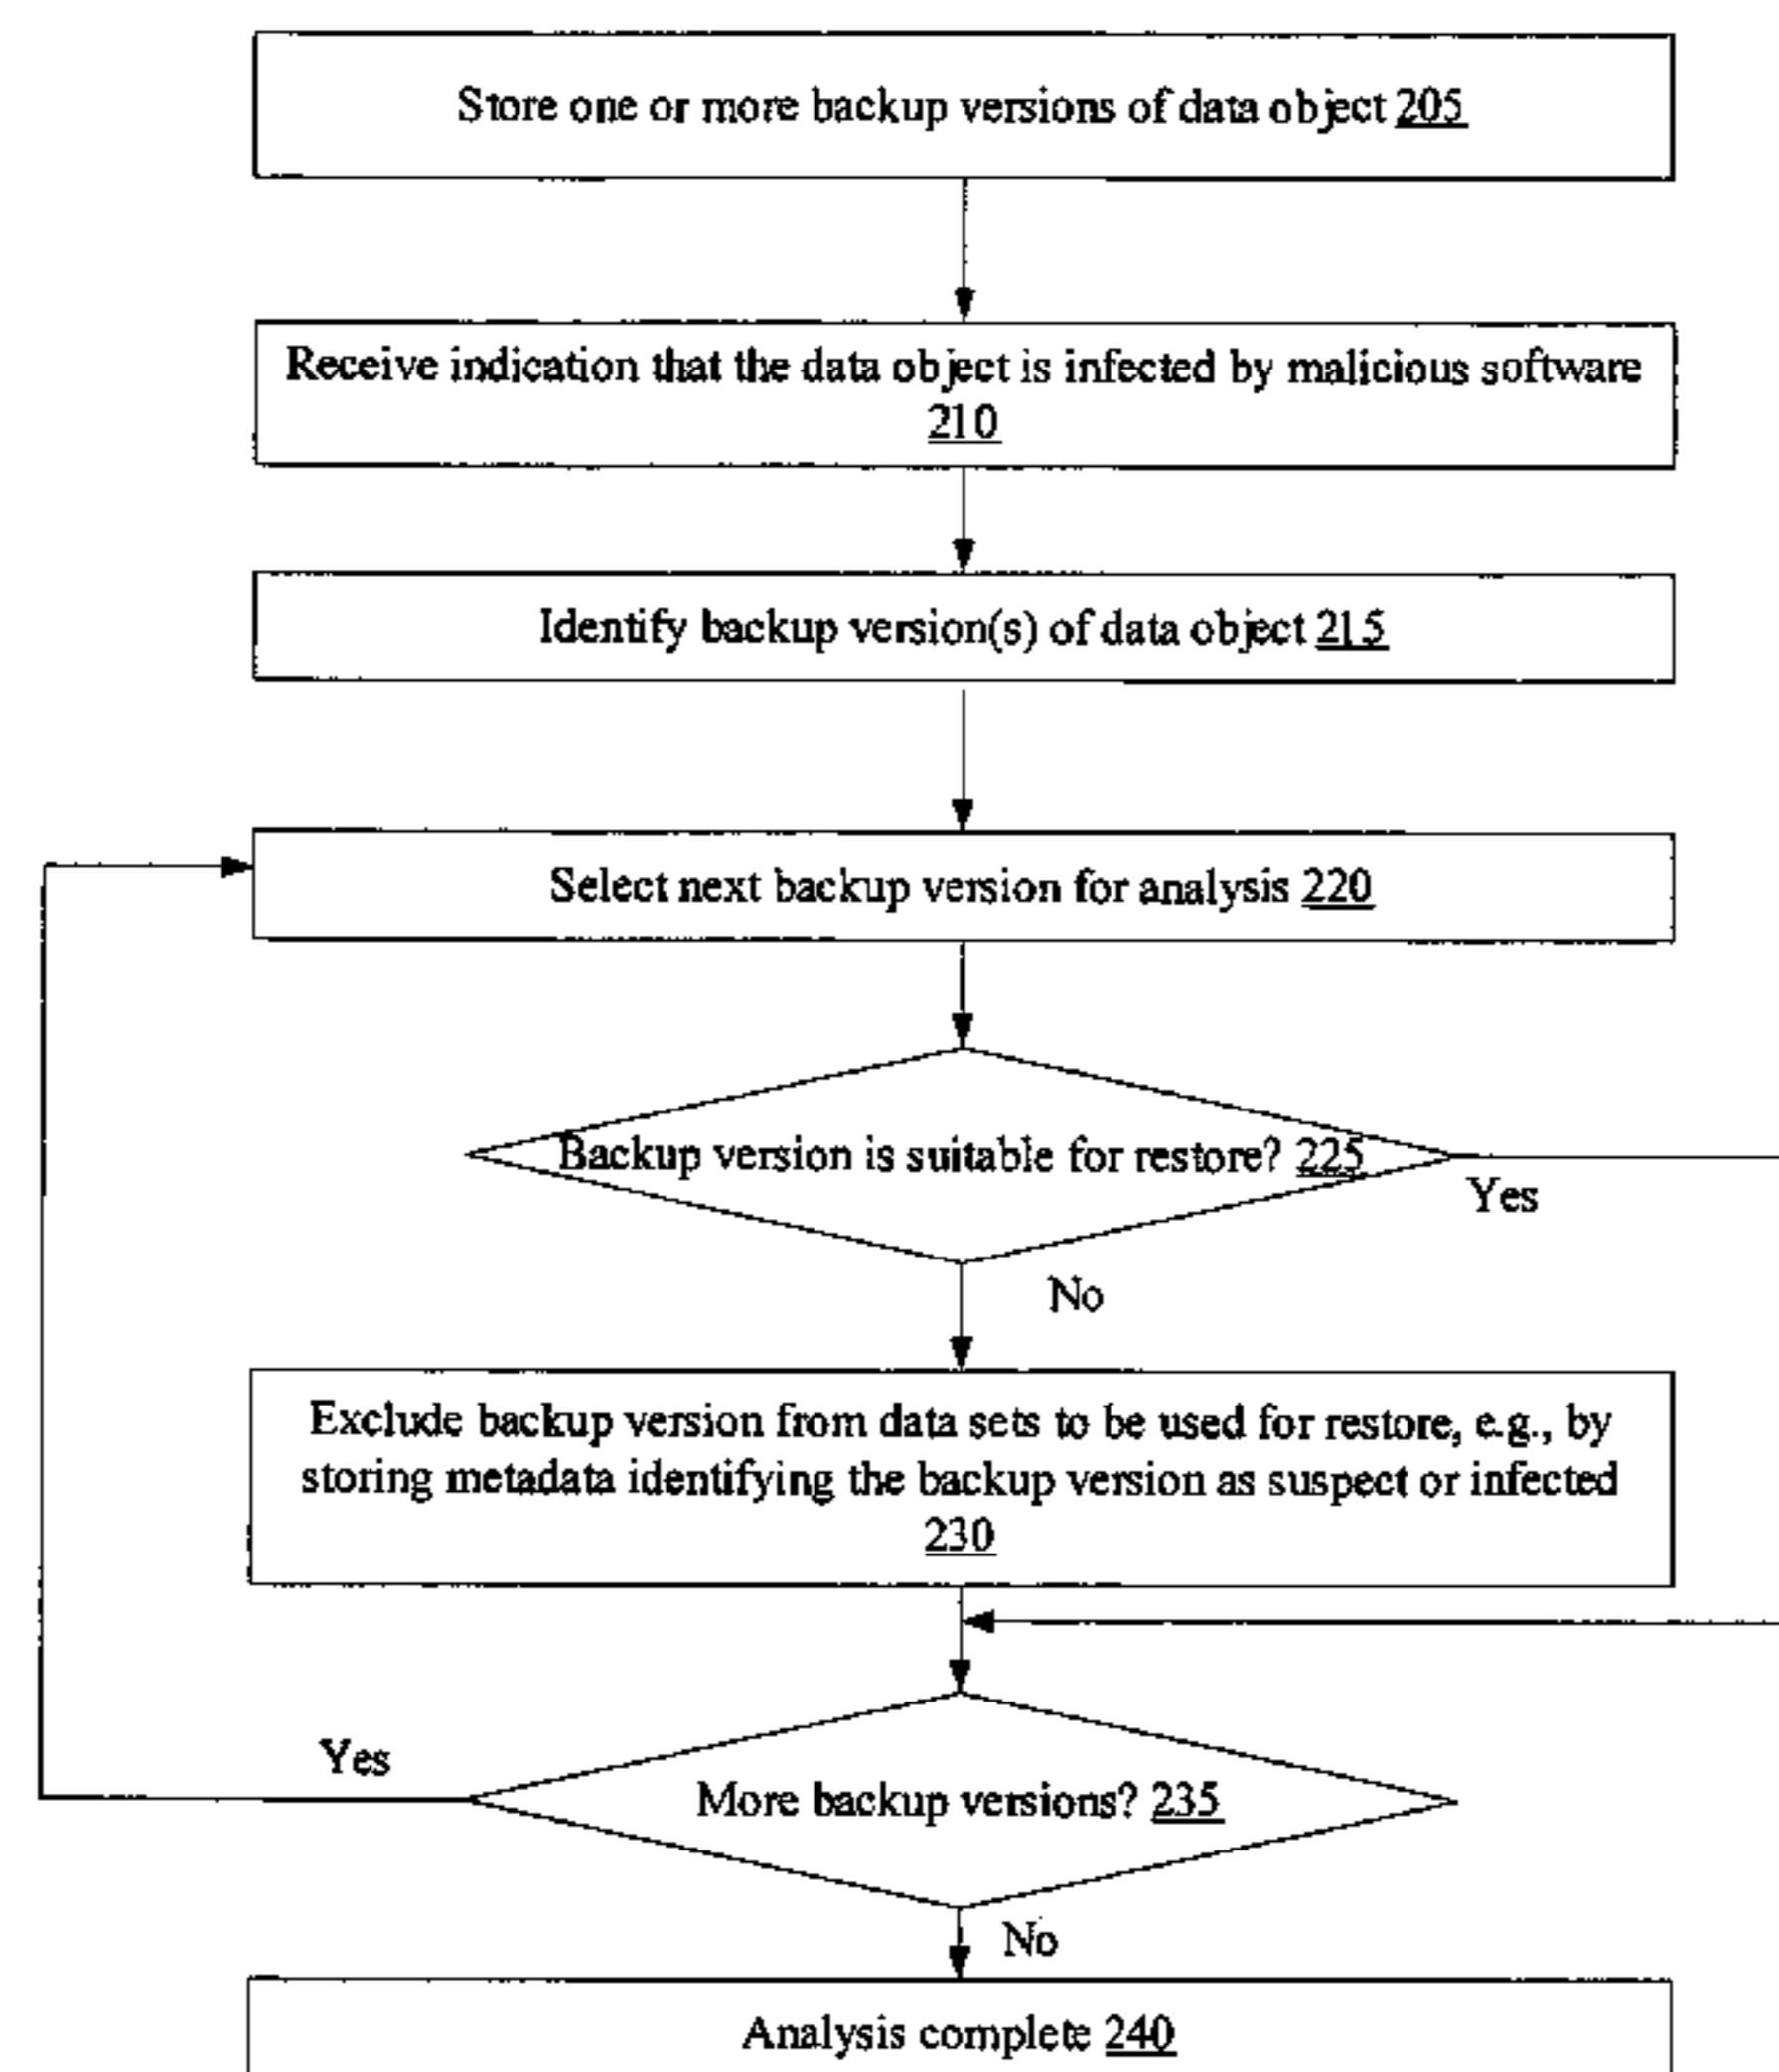 Store one or more backup versions of data object 205
Receive indication that the data object is infected by malicious software
210
Identify backup version(s) of data object 215
Select next backup version for analysis 220
Backup version is suitable for restore? 225
Yes
No
Exclude backup version from data sets to be used for restore, e.g., by
storing metadata identifying the backup version as suspect or infected
230
Yes
More backup versions? 235
No
Analysis complete 240